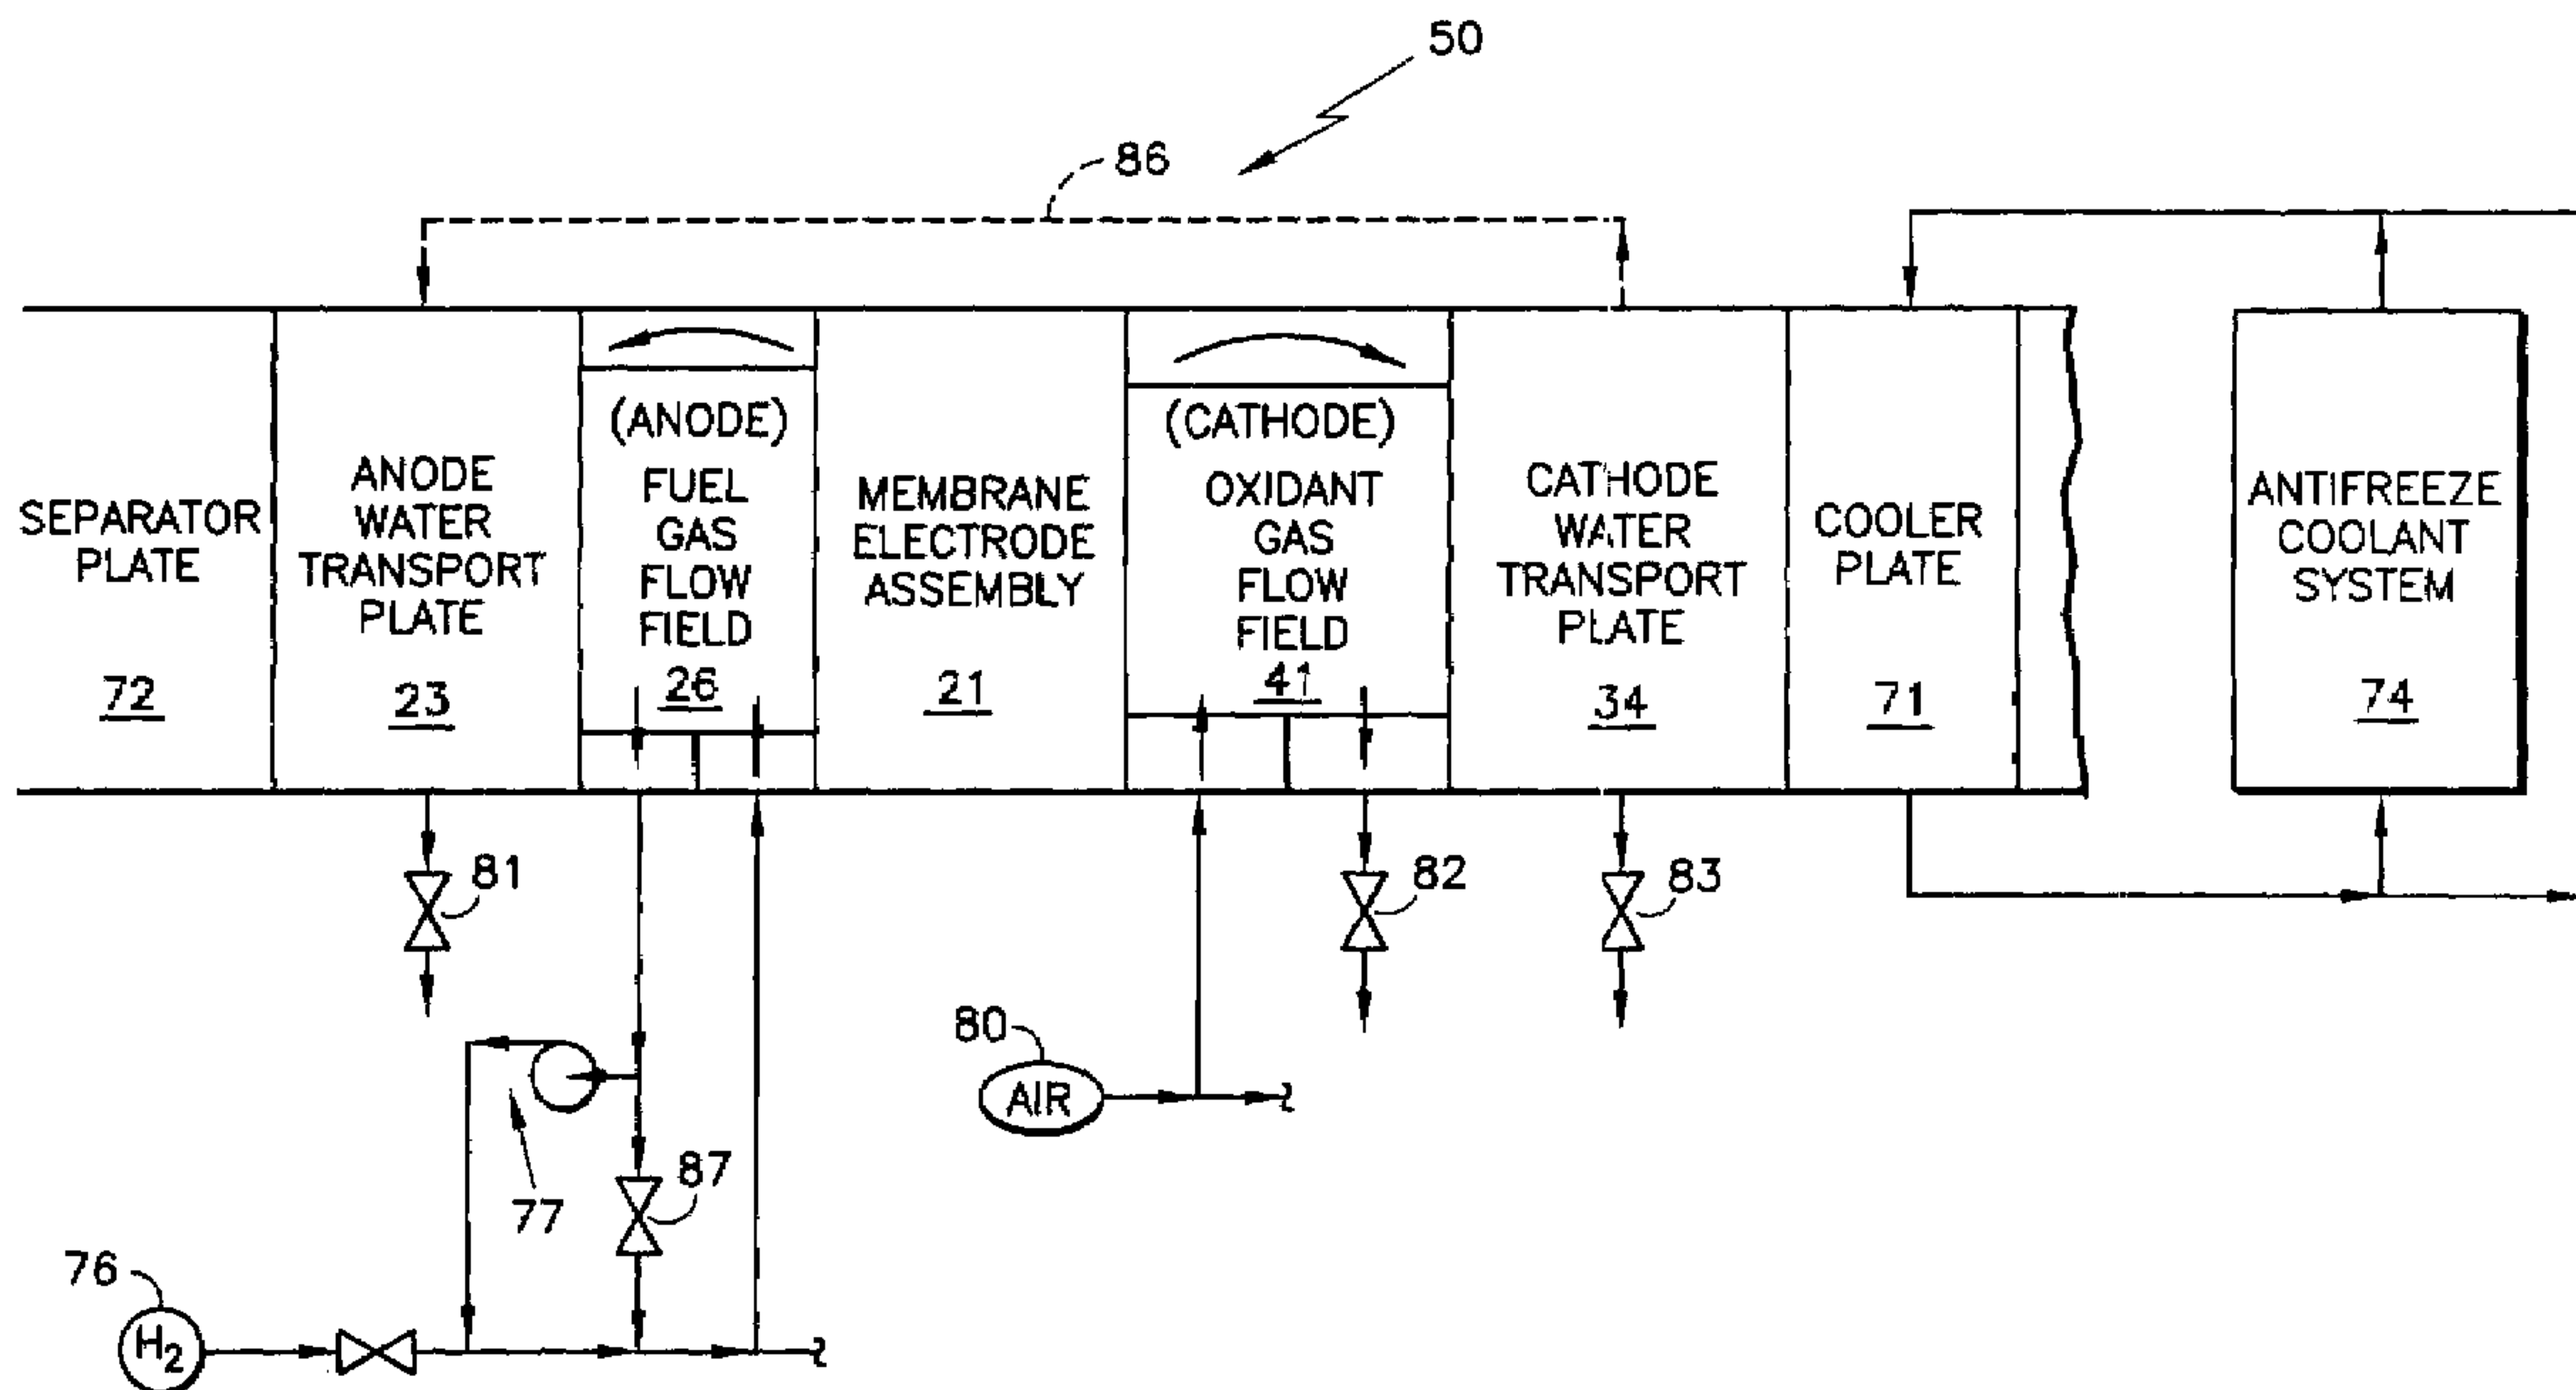 50
86
SEPARATOR
PLATE
72
ANODE
WATER
TRANSPORT
PLATE
23
(ANODE)
FUEL
GAS
FLOW
FIELD
26
MEMBRANE
ELECTRODE
ASSEMBLY
21
(CATHODE)
OXIDANT
GAS
FLOW
FIELD
41
CATHODE
WATER
TRANSPORT
PLATE
34
COOLER
PLATE
71
ANTIFREEZE
COOLANT
SYSTEM
74
81
82
83
80
AIR
77
87
76
H₂